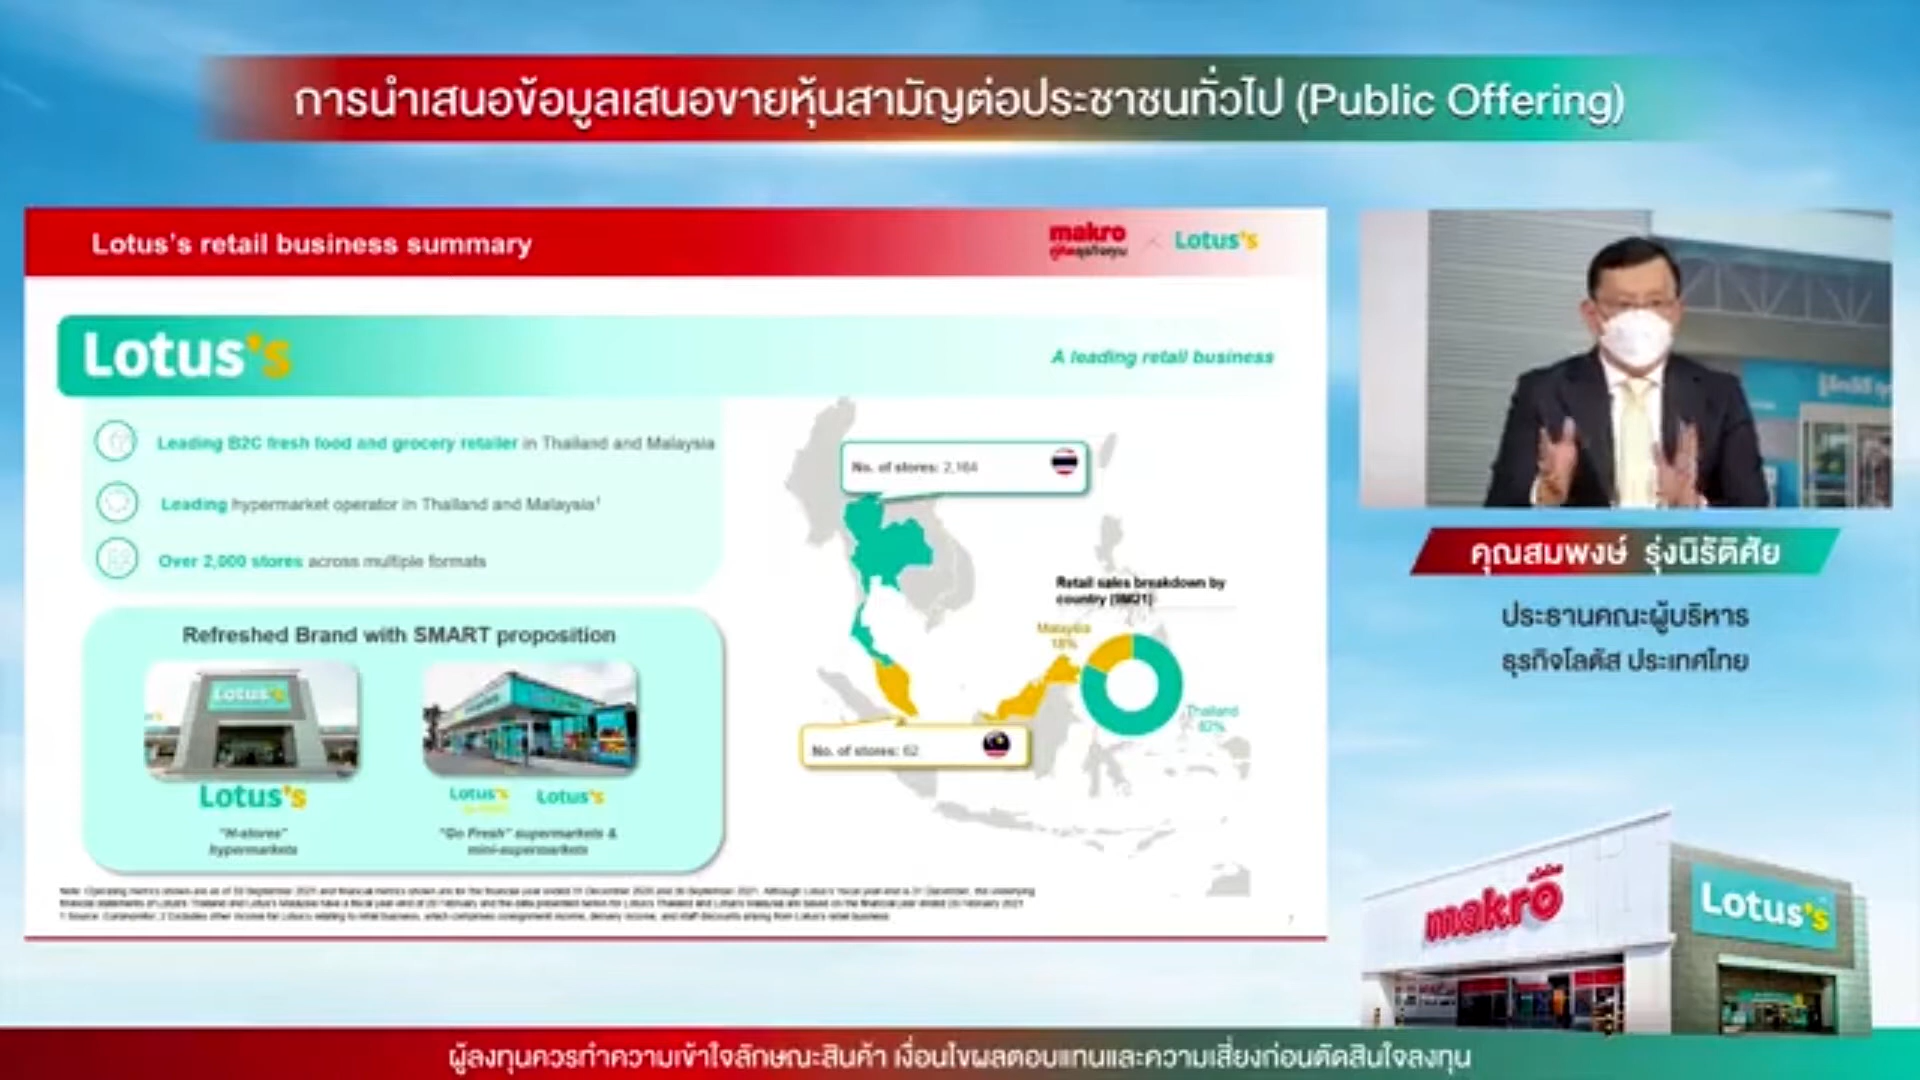 การนำเสนอข้อมูลเสนอขายหุ้นสามัญต่อประชาชนทั่วไป (Public Offering)
Lotus's retail business summary
makro
Lotus's
Lotus's
A leading retail business
Leading B2C fresh food and grocery retailer in Thailand and Malaysia
Leading hypermarket operator in Thailand and Malaysia¹
Over 2,000 stores across multiple formats
No. of stores: 2,164
Retail sales breakdown by
country (9M21)
Malaysia
18%
Thailand
82%
No. of stores: 62
Refreshed Brand with SMART proposition
Lotus's
Lotus's
Lotus's
Lotus's
"H-stores"
hypermarkets
"Go Fresh" supermarkets &
mini-supermarkets
7
คุณสมพงษ์ รุ่งนิรัติศัย
ประธานคณะผู้บริหาร
ธุรกิจโลตัส ประเทศไทย
makro
Lotus's
ผู้ลงทุนควรทำความเข้าใจลักษณะสินค้า เงื่อนไขผลตอบแทนและความเสี่ยงก่อนตัดสินใจลงทุน